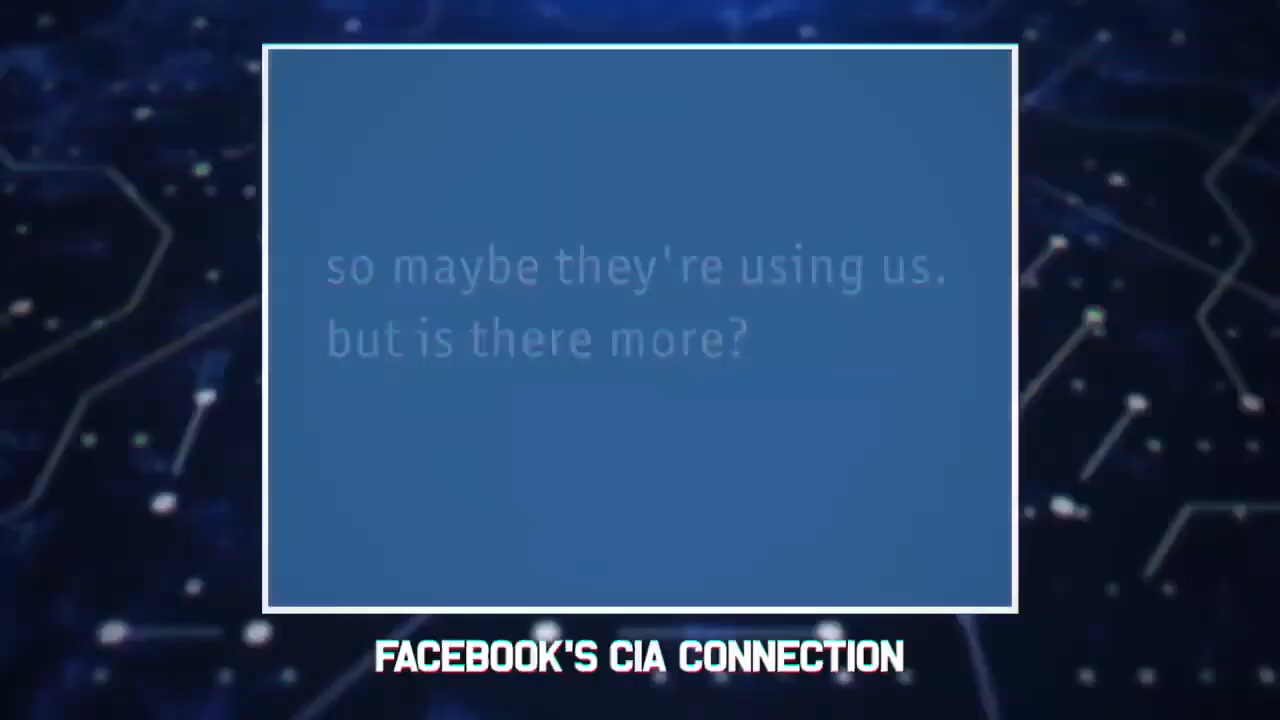 so maybe they're using us.
but is there more?
FACEBOOK'S CIA CONNECTION